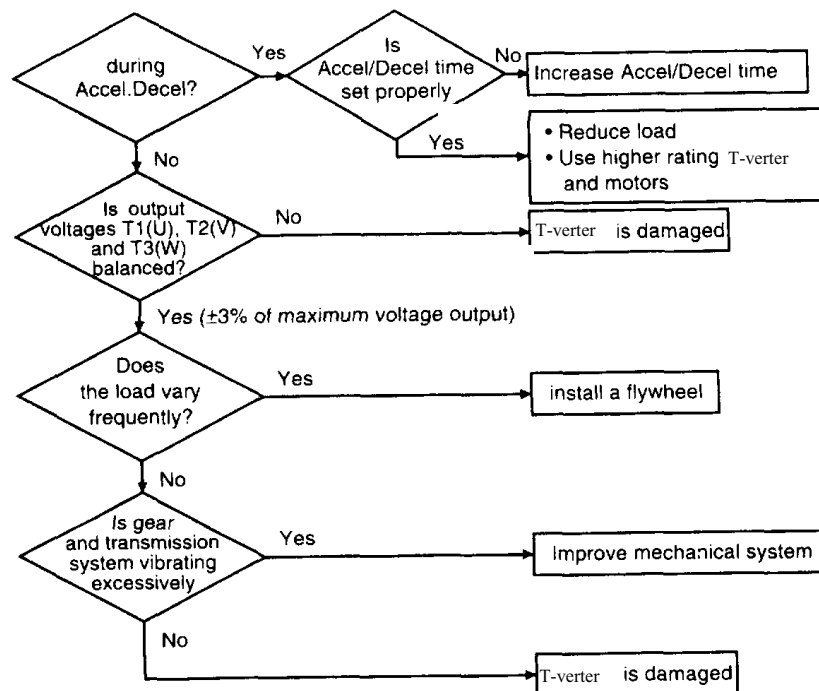 during
Accel.Decel?
Yes
Is
Accel/Decel time
set properly
No
Increase Accel/Decel time
Yes
• Reduce load
• Use higher rating T-verter
and motors
No
Is output
voltages T1(U), T2(V)
and T3(W)
balanced?
No
T-verter is damaged
Yes (±3% of maximum voltage output)
Does
the load vary
frequently?
Yes
install a flywheel
No
Is gear
and transmission
system vibrating
excessively
Yes
Improve mechanical system
No
T-verter is damaged